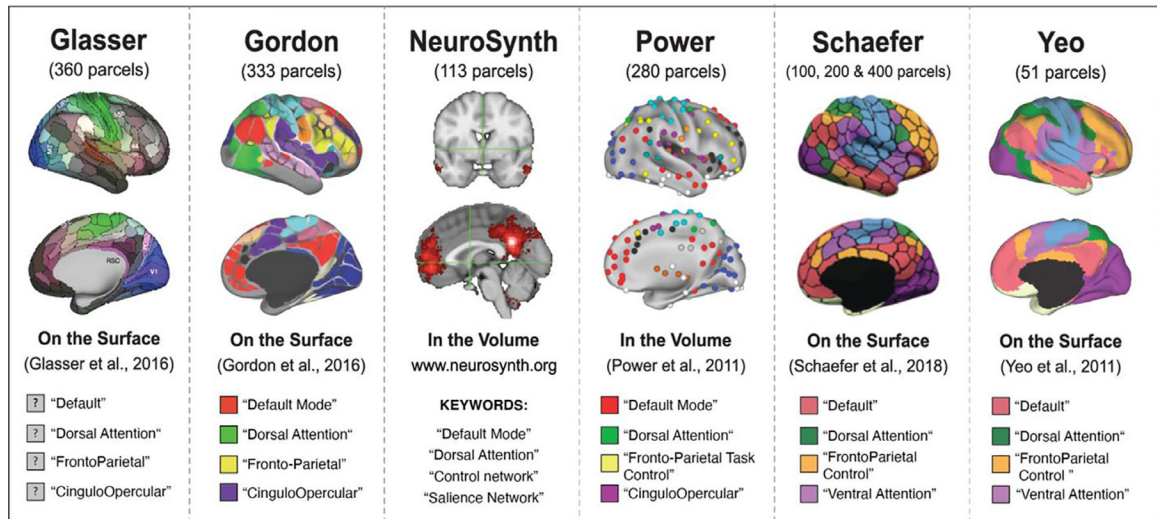 Glasser
(360 parcels)
RSC
V1
On the Surface
(Glasser et al., 2016)
? “Default”
? “Dorsal Attention“
? “FrontoParietal”
? “CinguloOpercular”
Gordon
(333 parcels)
On the Surface
(Gordon et al., 2016)
“Default Mode”
“Dorsal Attention“
“Fronto-Parietal”
“CinguloOpercular”
NeuroSynth
(113 parcels)
In the Volume
www.neurosynth.org
KEYWORDS:
“Default Mode”
“Dorsal Attention”
“Control network”
“Salience Network”
Power
(280 parcels)
In the Volume
(Power et al., 2011)
“Default Mode”
“Dorsal Attention“
“Fronto-Parietal Task
Control”
“CinguloOpercular”
Schaefer
(100, 200 & 400 parcels)
On the Surface
(Schaefer et al., 2018)
“Default”
“Dorsal Attention“
“FrontoParietal
Control ”
“Ventral Attention”
Yeo
(51 parcels)
On the Surface
(Yeo et al., 2011)
“Default”
“Dorsal Attention“
“FrontoParietal
Control ”
“Ventral Attention”